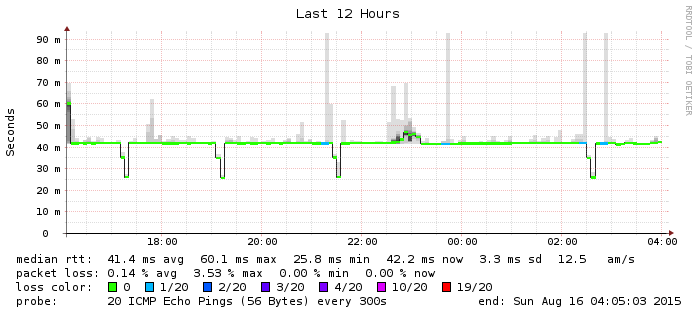 Last 12 Hours
RRDTOOL / TOBI OETIKER
Seconds
90 m
80 m
70 m
60 m
50 m
40 m
30 m
20 m
10 m
0
18:00 20:00 22:00 00:00 02:00 04:00
median rtt: 41.4 ms avg 60.1 ms max 25.8 ms min 42.2 ms now 3.3 ms sd 12.5 am/s
packet loss: 0.14 % avg 3.53 % max 0.00 % min 0.00 % now
loss color: 0 1/20 2/20 3/20 4/20 10/20 19/20
probe: 20 ICMP Echo Pings (56 Bytes) every 300s end: Sun Aug 16 04:05:03 2015